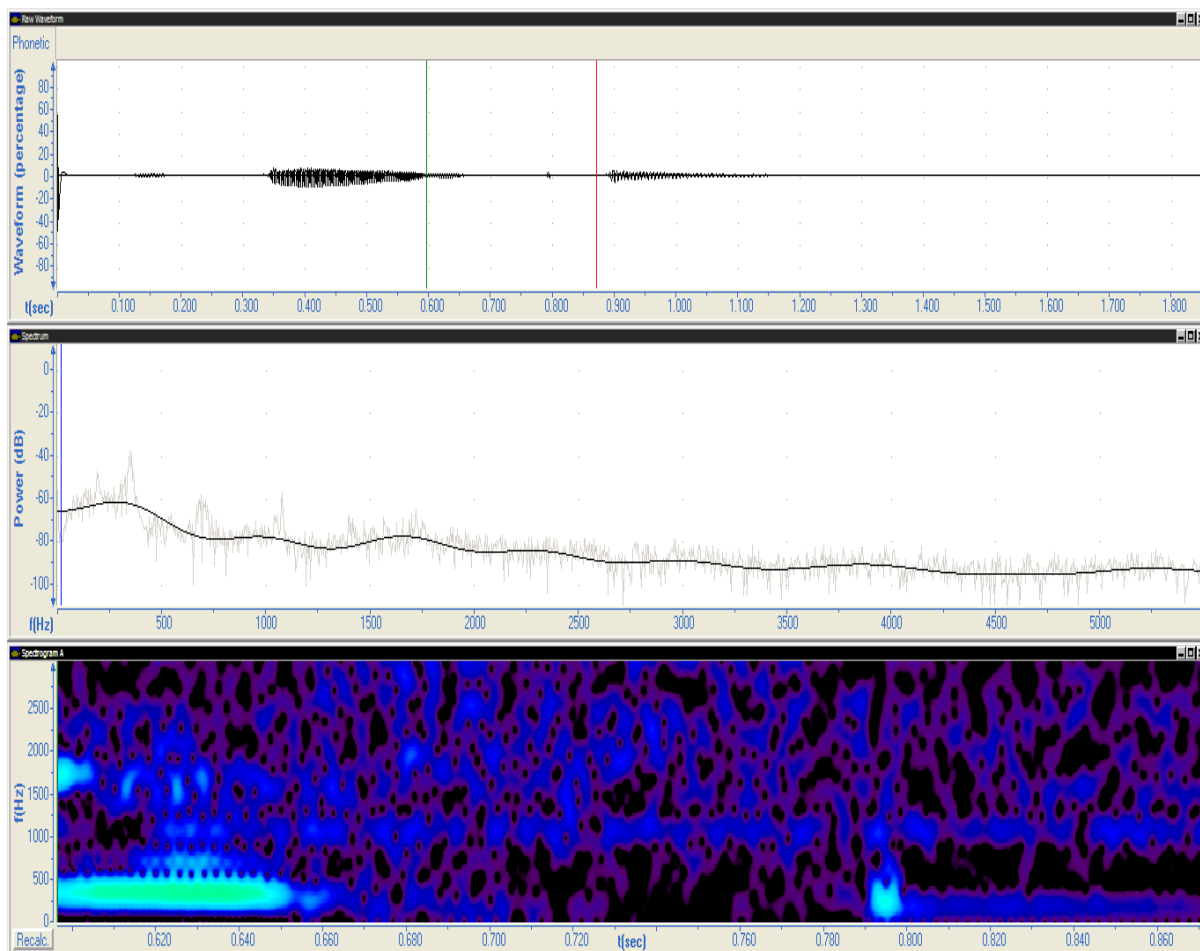 Raw Waveform
Phonetic
Waveform (percentage)
80
60
40
20
0
-20
-40
-60
-80
t(sec)
0.100 0.200 0.300 0.400 0.500 0.600 0.700 0.800 0.900 1.000 1.100 1.200 1.300 1.400 1.500 1.600 1.700 1.800
Spectrum
Power (dB)
0
-20
-40
-60
-80
-100
f(Hz)
500 1000 1500 2000 2500 3000 3500 4000 4500 5000
Spectrogram A
f(Hz)
2500
2000
1500
1000
500
0
Recalc.
0.620 0.640 0.660 0.680 0.700 0.720 t(sec) 0.760 0.780 0.800 0.820 0.840 0.860